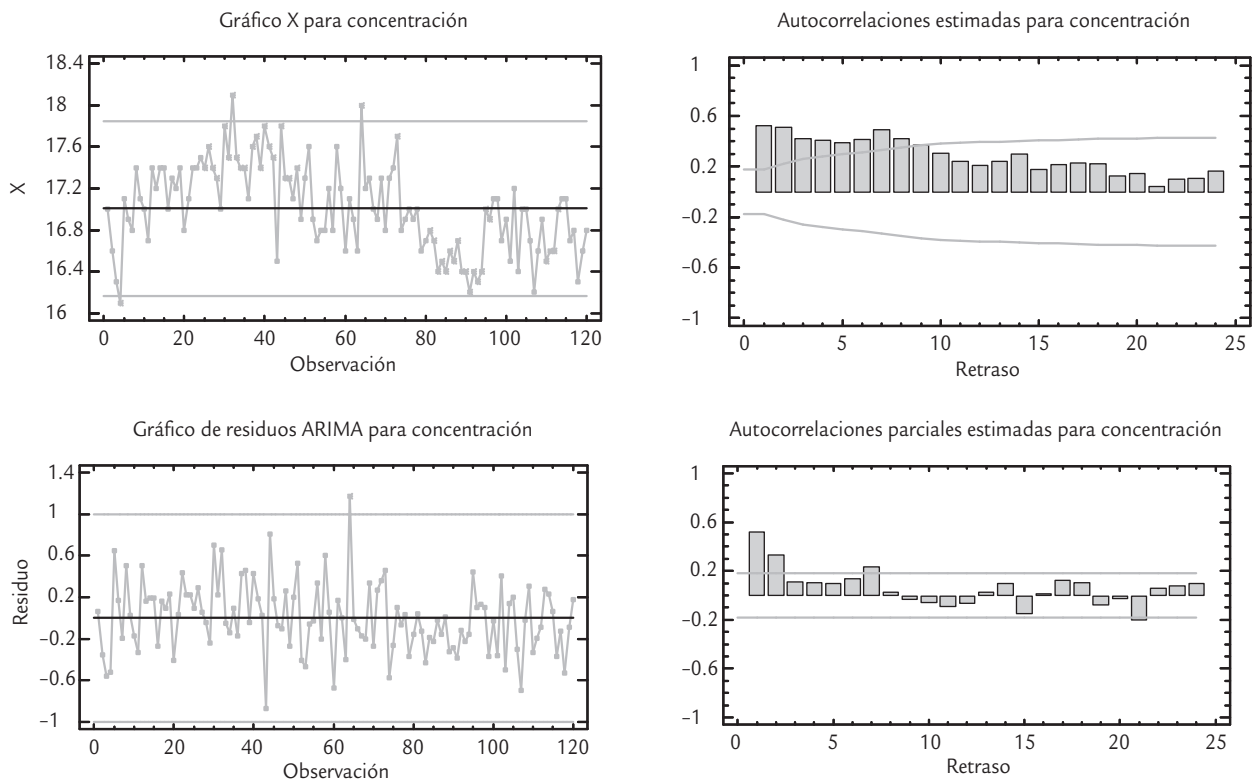 Gráfico X para concentración
18.4
18
17.6
17.2
16.8
16.4
16
X
0 20 40 60 80 100 120
Observación
Autocorrelaciones estimadas para concentración
1
0.6
0.2
−0.2
−0.6
−1
0 5 10 15 20 25
Retraso
Gráfico de residuos ARIMA para concentración
1.4
1
0.6
0.2
−0.2
−0.6
−1
Residuo
0 20 40 60 80 100 120
Observación
Autocorrelaciones parciales estimadas para concentración
1
0.6
0.2
−0.2
−0.6
−1
0 5 10 15 20 25
Retraso